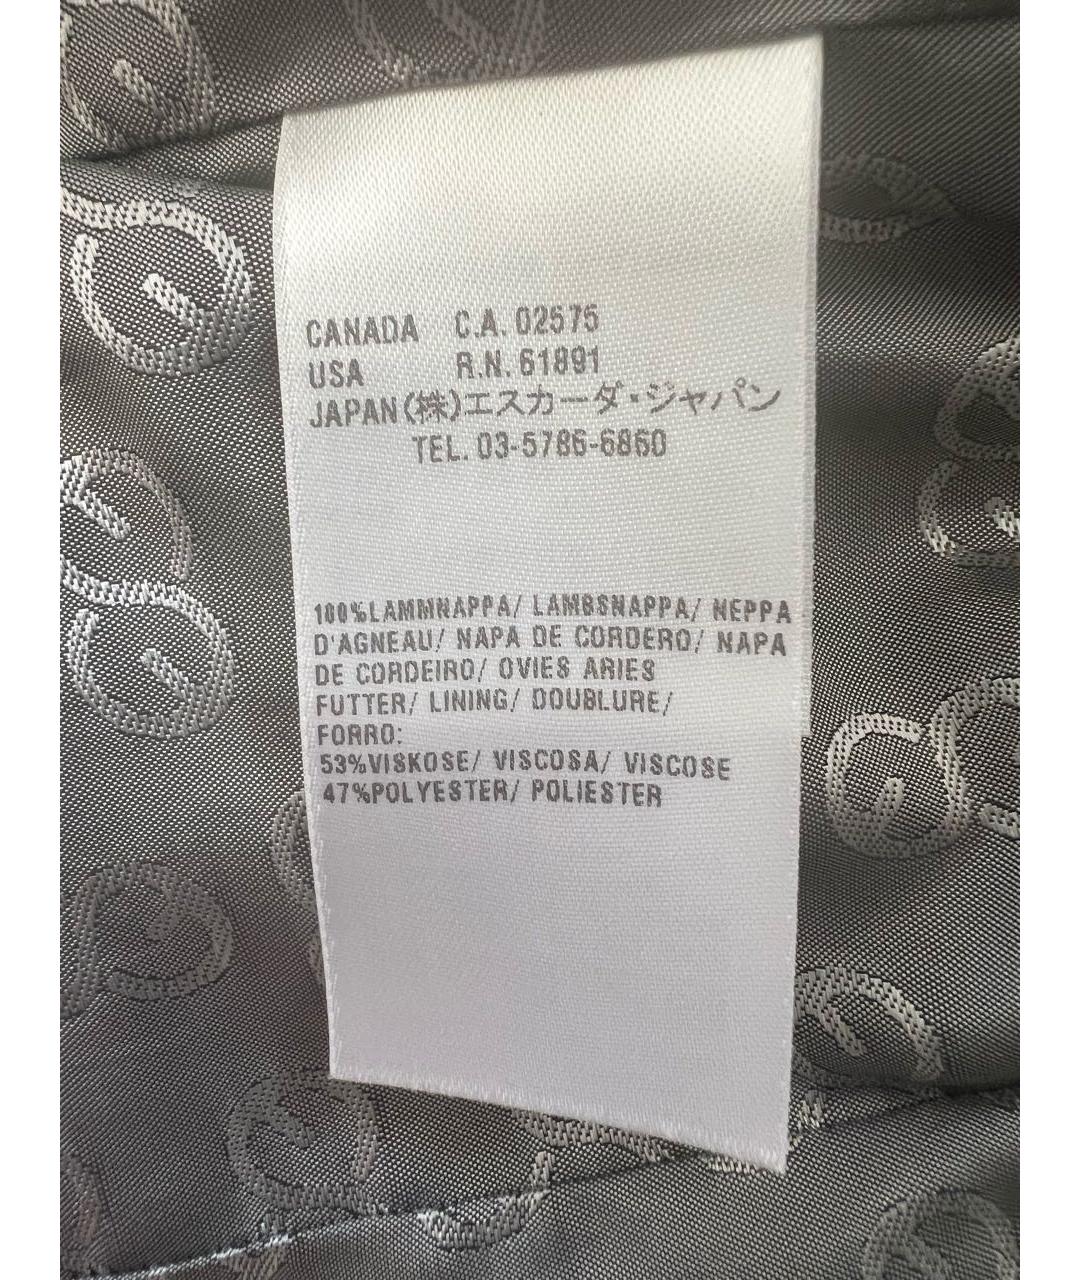 CANADA C.A. 02575
USA R.N. 61891
JAPAN(株)エスカーダ・ジャパン
TEL. 03-5786-6860
100%LAMMNAPPA/ LAMBSNAPPA/ NEPPA
D'AGNEAU/ NAPA DE CORDERO/ NAPA
DE CORDEIRO/ OVIES ARIES
FUTTER/ LINING/ DOUBLURE/
FORRO:
53%VISKOSE/ VISCOSA/ VISCOSE
47%POLYESTER/ POLIESTER